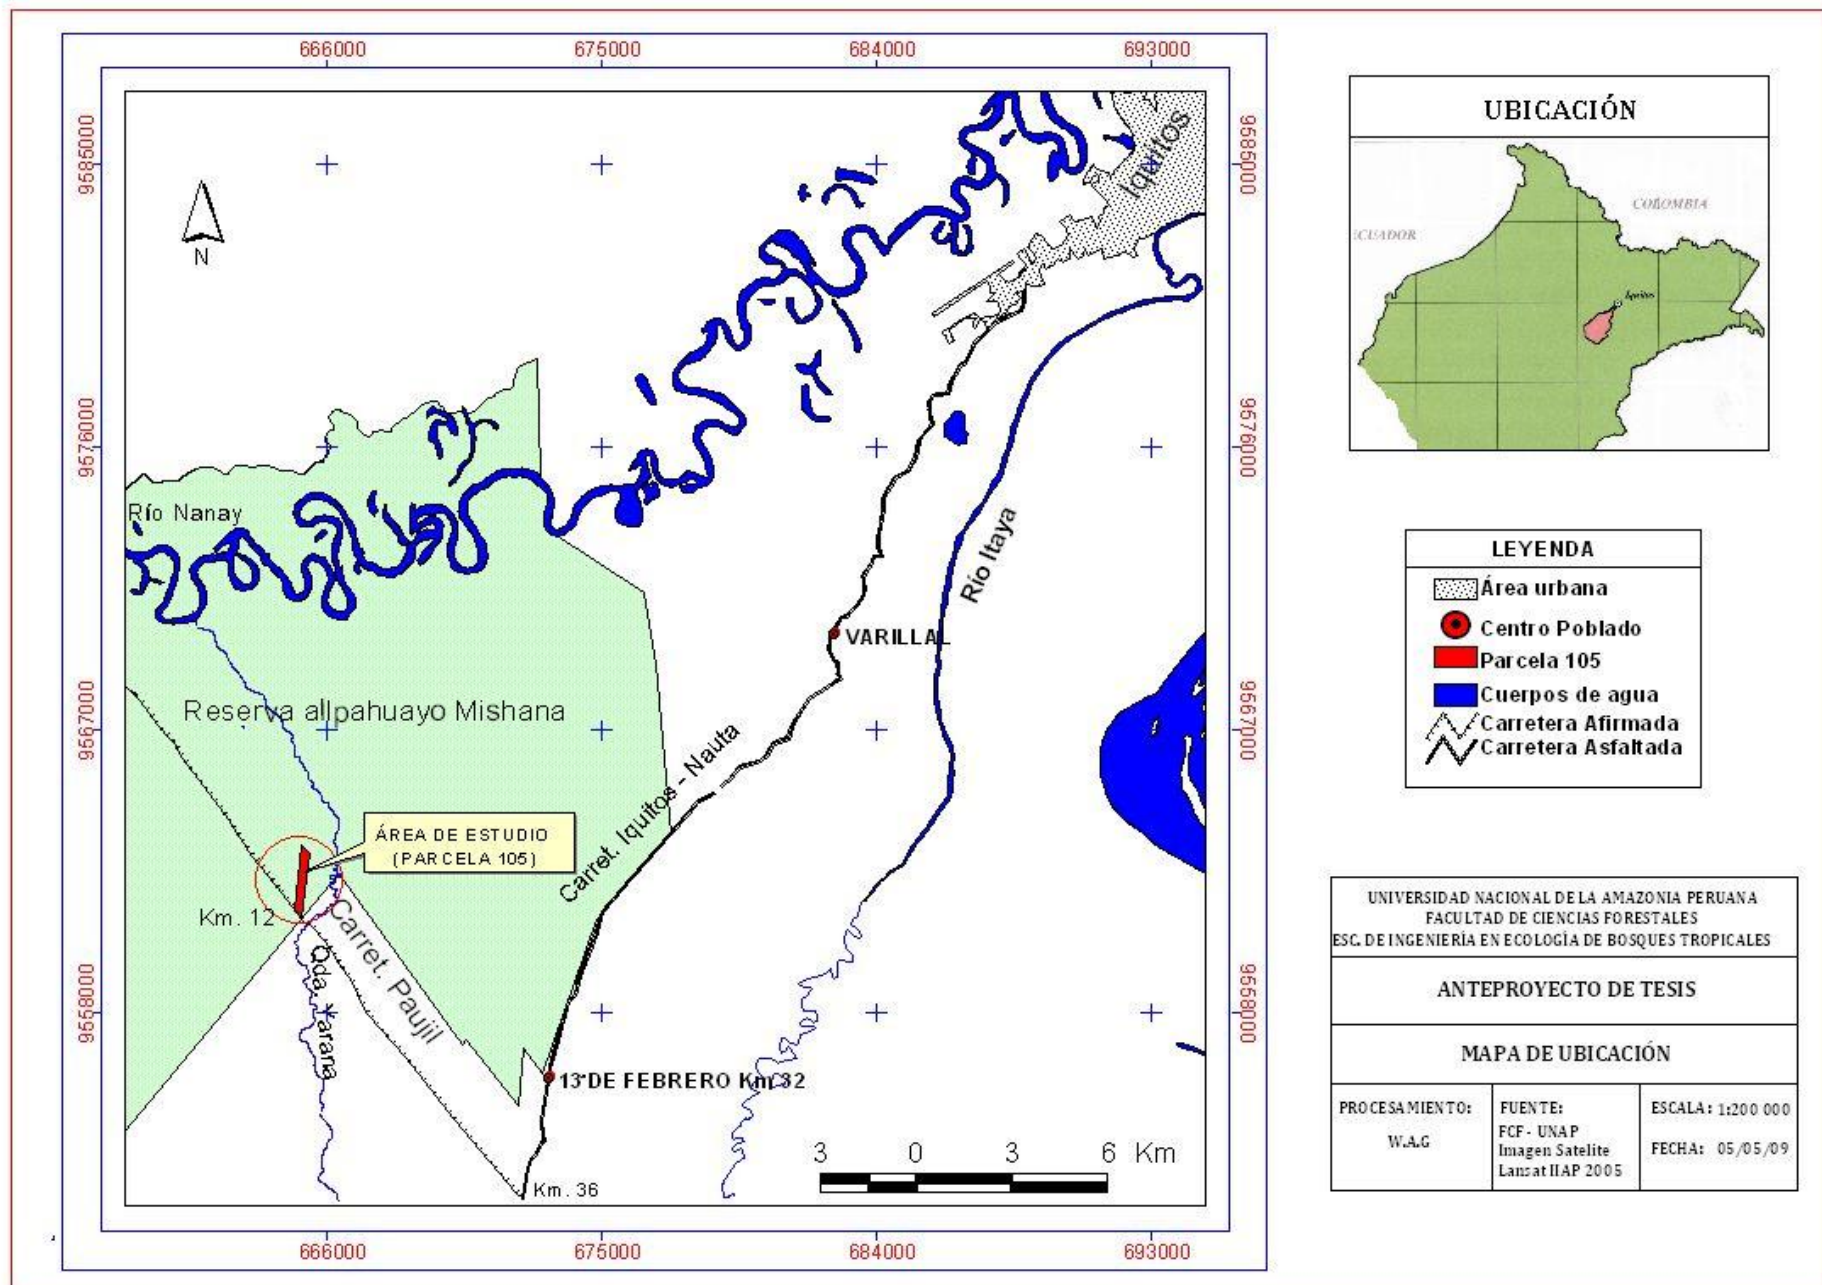 666000
675000
684000
693000
9585000
9576000
9567000
9558000
9585000
9576000
9567000
9558000
N
Iquitos
Río Nanay
Río Itaya
VARILLAL
Reserva allpahuayo Mishana
Carret. Iquitos - Nauta
ÁREA DE ESTUDIO
(PARCELA 105)
Km. 12
Carret. Paujil
Qda. Yarana
13 DE FEBRERO Km 32
Km. 36
3 0 3 6 Km
666000
675000
684000
693000
UBICACIÓN
COLOMBIA
ECUADOR
Iquitos
LEYENDA
Área urbana
Centro Poblado
Parcela 105
Cuerpos de agua
Carretera Afirmada
Carretera Asfaltada
UNIVERSIDAD NACIONAL DE LA AMAZONIA PERUANA
FACULTAD DE CIENCIAS FORESTALES
ESC. DE INGENIERÍA EN ECOLOGÍA DE BOSQUES TROPICALES
ANTEPROYECTO DE TESIS
MAPA DE UBICACIÓN
PROCESAMIENTO:
W.A.G
FUENTE:
FCF - UNAP
Imagen Satelite
Lansat IIAP 2005
ESCALA: 1:200 000
FECHA: 05/05/09